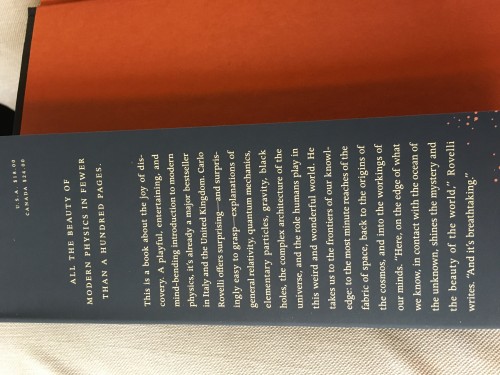 U.S.A. $18.00
CANADA $24.00
ALL THE BEAUTY OF
MODERN PHYSICS IN FEWER
THAN A HUNDRED PAGES.
This is a book about the joy of dis-
covery. A playful, entertaining, and
mind-bending introduction to modern
physics, it's already a major bestseller
in Italy and the United Kingdom. Carlo
Rovelli offers surprising—and surpris-
ingly easy to grasp—explanations of
general relativity, quantum mechanics,
elementary particles, gravity, black
holes, the complex architecture of the
universe, and the role humans play in
this weird and wonderful world. He
takes us to the frontiers of our knowl-
edge: to the most minute reaches of the
fabric of space, back to the origins of
the cosmos, and into the workings of
our minds. "Here, on the edge of what
we know, in contact with the ocean of
the unknown, shines the mystery and
the beauty of the world," Rovelli
writes. "And it's breathtaking."